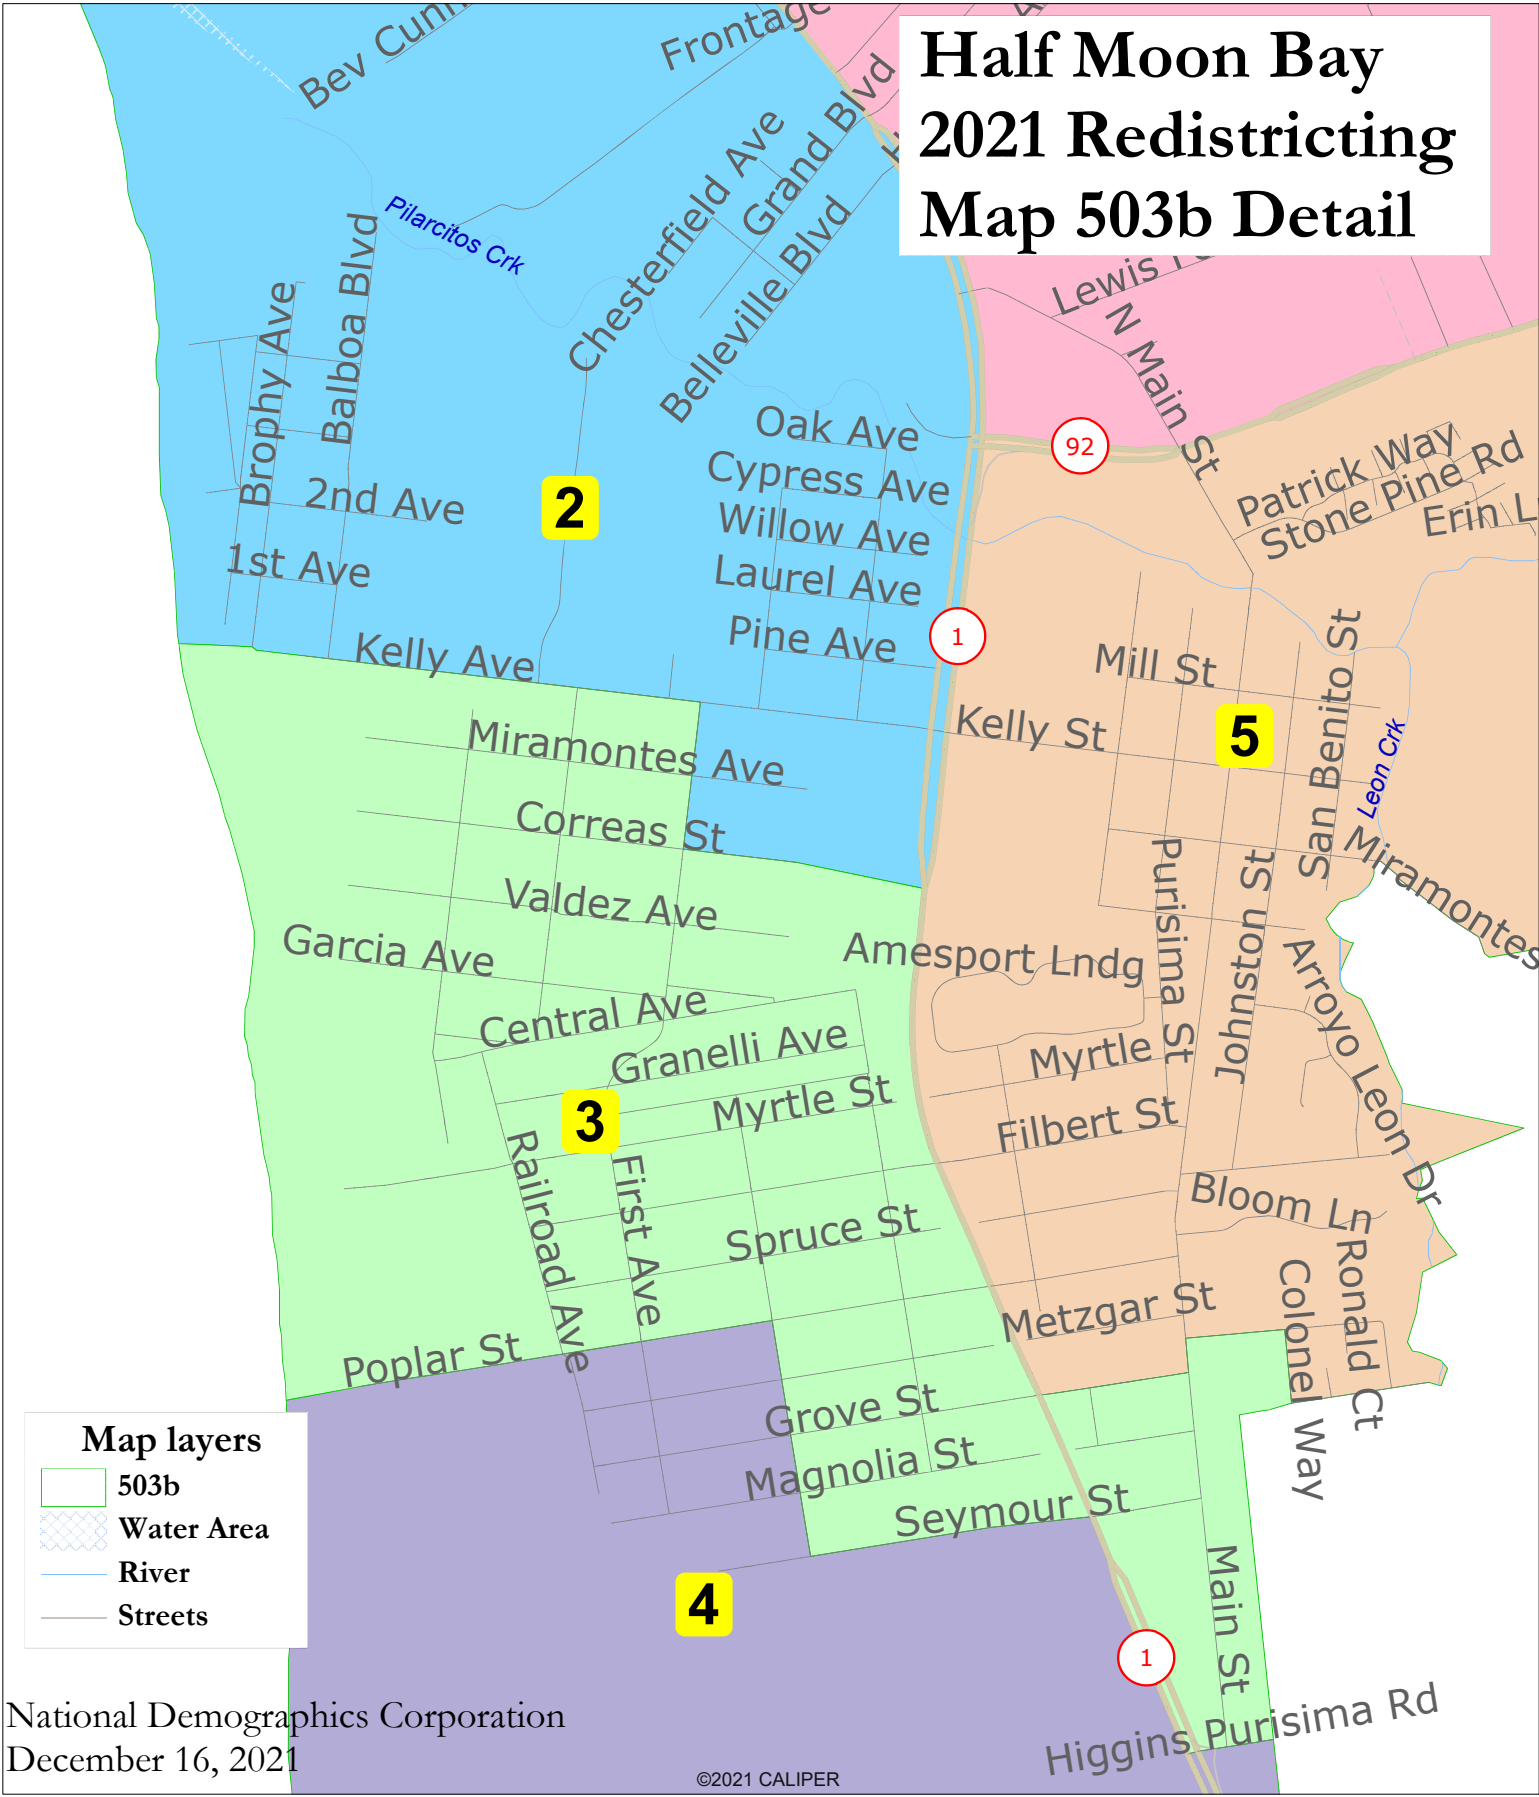 Half Moon Bay
2021 Redistricting
Map 503b Detail
Frontage
Grand Blvd
Chesterfield Ave
Belleville Blvd
Pilarcitos Crk
Balboa Blvd
Brophy Ave
Lewis
N Main St
92
Oak Ave
Cypress Ave
Willow Ave
Laurel Ave
Pine Ave
2nd Ave
1st Ave
2
Kelly Ave
Patrick Way
Stone Pine Rd
Erin
1
Mill St
Kelly St
5
San Benito St
Leon Crk
Miramontes
Miramontes Ave
Correas St
Valdez Ave
Garcia Ave
Amesport Lndg
Purisima St
Johnston St
Arroyo Leon Dr
Central Ave
Granelli Ave
Myrtle St
Myrtle
Filbert St
3
Railroad Ave
First Ave
Spruce St
Bloom Ln
Ronald Ct
Colonel Way
Metzgar St
Poplar St
Grove St
Magnolia St
Seymour St
Main St
4
1
Higgins Purisima Rd
Map layers
503b
Water Area
River
Streets
National Demographics Corporation
December 16, 2021
©2021 CALIPER